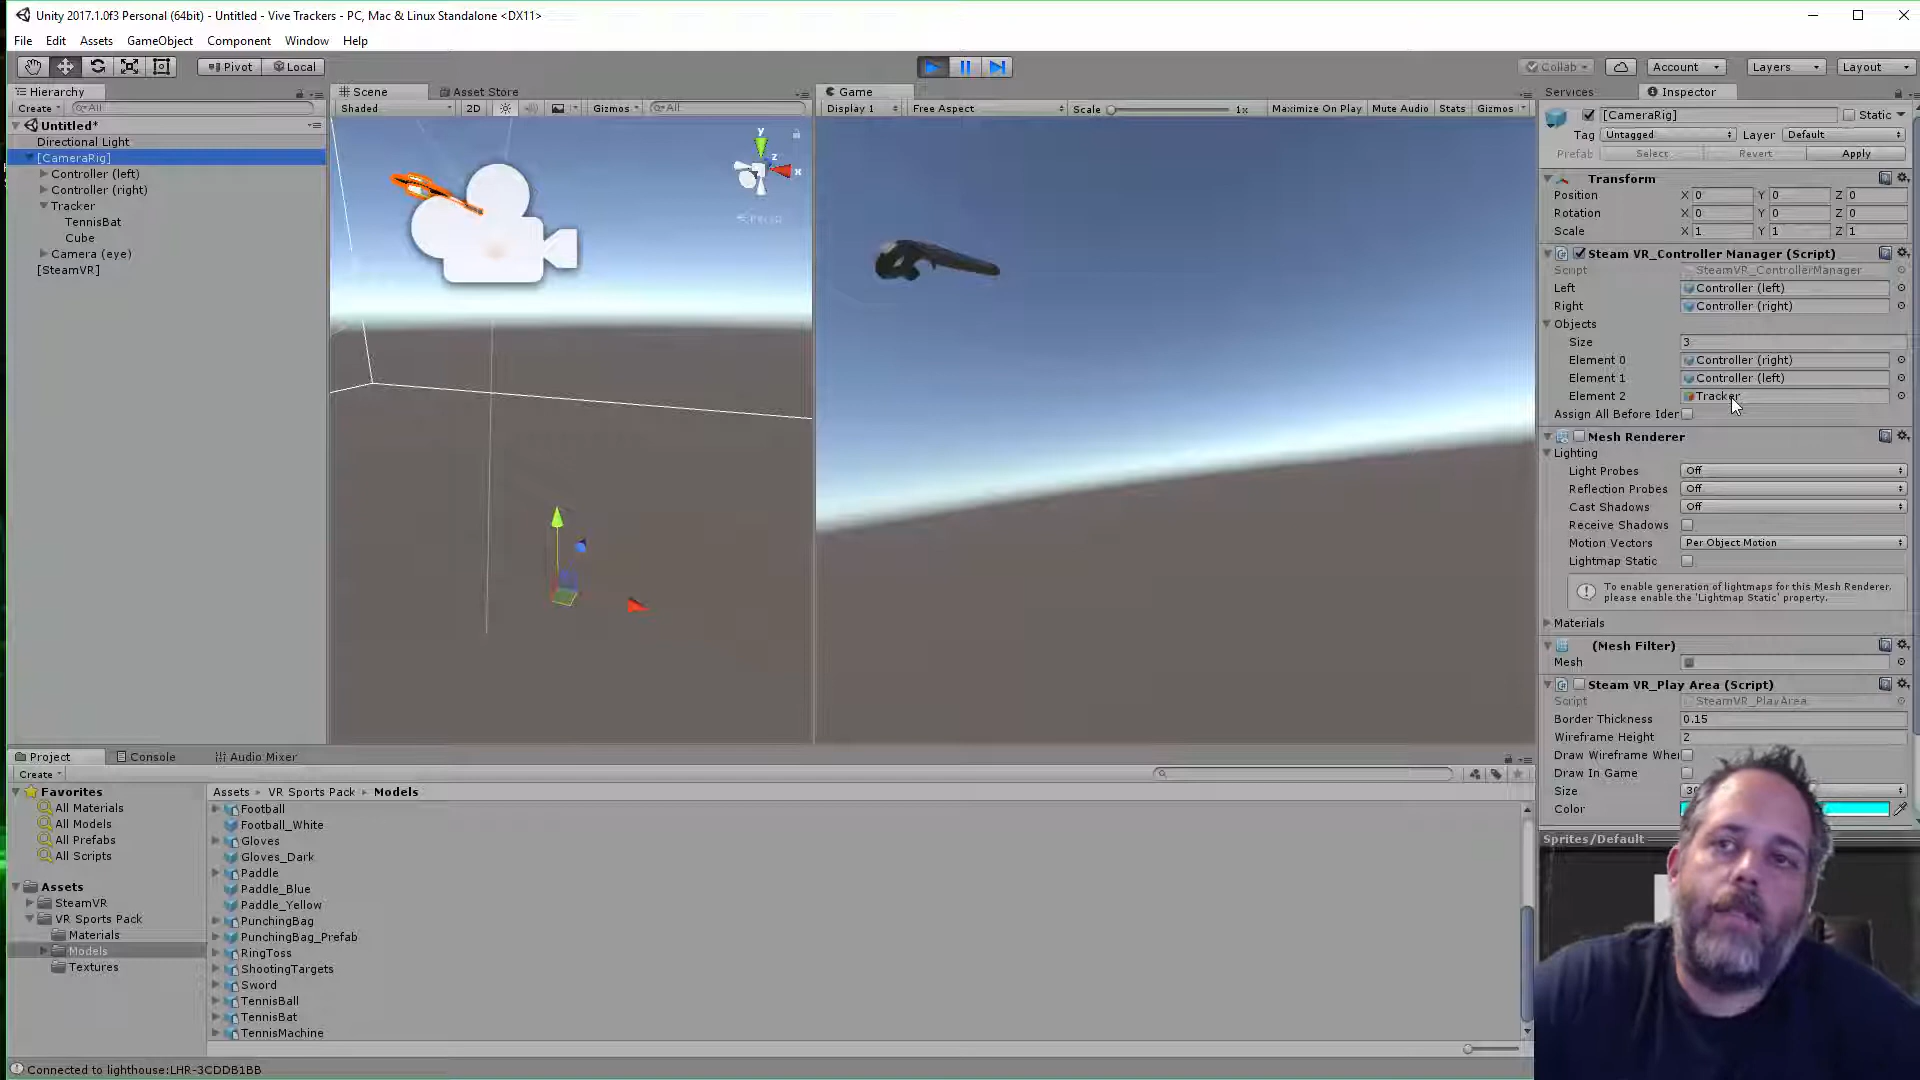 Unity 2017.1.0f3 Personal (64bit) - Untitled - Vive Trackers - PC, Mac & Linux Standalone <DX11>
File Edit Assets GameObject Component Window Help
Pivot Local Collab Account Layers Layout
Hierarchy
Create All
Untitled*
Directional Light
[CameraRig]
Controller (left)
Controller (right)
Tracker
TennisBat
Cube
Camera (eye)
[SteamVR]
Scene Asset Store
Shaded 2D Gizmos All
y
z
x
Persp
Game
Display 1 Free Aspect Scale 1x Maximize On Play Mute Audio Stats Gizmos
Services Inspector
[CameraRig] Static
Tag Untagged Layer Default
Prefab Select Revert Apply
Transform
Position X 0 Y 0 Z 0
Rotation X 0 Y 0 Z 0
Scale X 1 Y 1 Z 1
Steam VR_Controller Manager (Script)
Script SteamVR_ControllerManager
Left Controller (left)
Right Controller (right)
Objects
Size 3
Element 0 Controller (right)
Element 1 Controller (left)
Element 2 Tracker
Assign All Before Iden
Mesh Renderer
Lighting
Light Probes Off
Reflection Probes Off
Cast Shadows Off
Receive Shadows
Motion Vectors Per Object Motion
Lightmap Static
To enable generation of lightmaps for this Mesh Renderer, please enable the 'Lightmap Static' property.
Materials
(Mesh Filter)
Mesh
Steam VR_Play Area (Script)
Script SteamVR_PlayArea
Border Thickness 0.15
Wireframe Height 2
Draw Wireframe Whe
Draw In Game
Size
Color
Sprites/Default
Project Console Audio Mixer
Create
Favorites
All Materials
All Models
All Prefabs
All Scripts
Assets
SteamVR
VR Sports Pack
Materials
Models
Textures
Assets VR Sports Pack Models
Football
Football_White
Gloves
Gloves_Dark
Paddle
Paddle_Blue
Paddle_Yellow
PunchingBag
PunchingBag_Prefab
RingToss
ShootingTargets
Sword
TennisBall
TennisBat
TennisMachine
Connected to lighthouse:LHR-3CDDB1BB